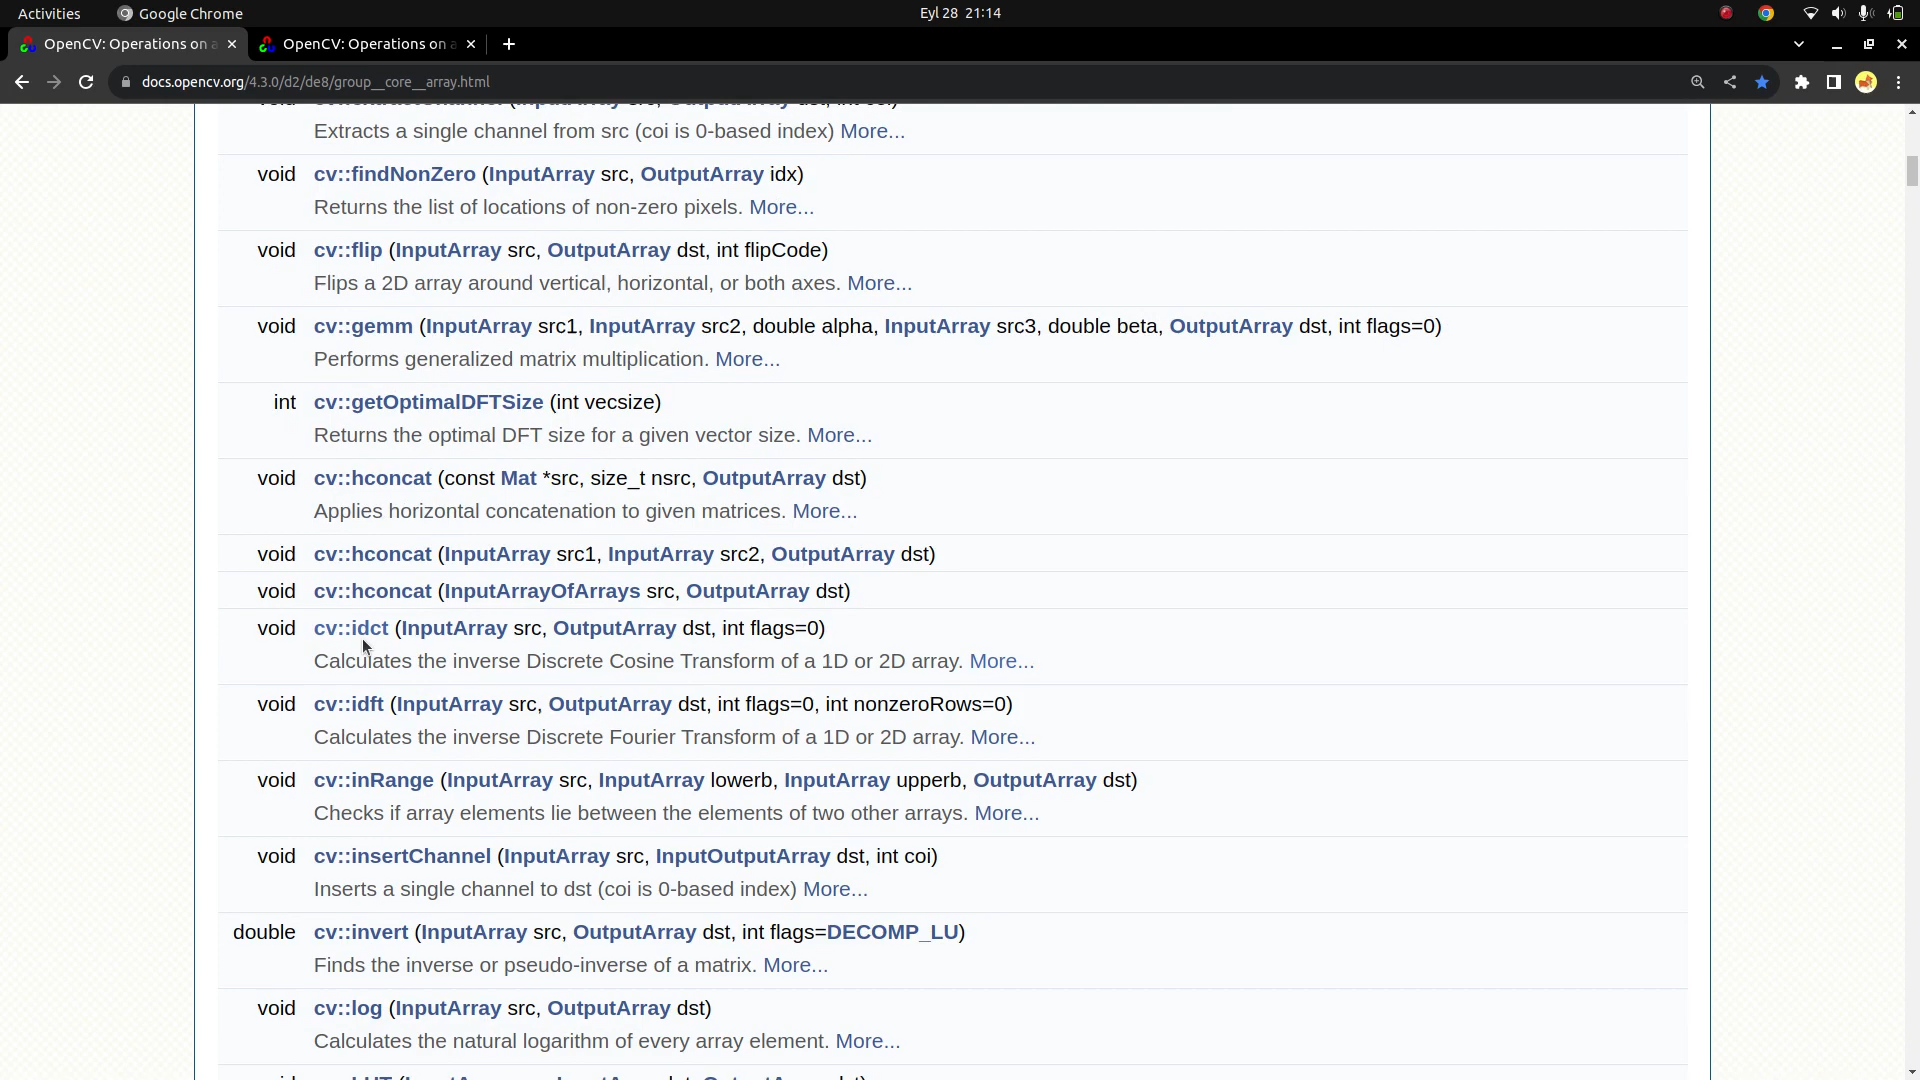 Activities Google Chrome Eyl 28 21:14
OpenCV: Operations on a OpenCV: Operations on a
docs.opencv.org/4.3.0/d2/de8/group__core__array.html
Extracts a single channel from src (coi is 0-based index) More...
void cv::findNonZero (InputArray src, OutputArray idx)
Returns the list of locations of non-zero pixels. More...
void cv::flip (InputArray src, OutputArray dst, int flipCode)
Flips a 2D array around vertical, horizontal, or both axes. More...
void cv::gemm (InputArray src1, InputArray src2, double alpha, InputArray src3, double beta, OutputArray dst, int flags=0)
Performs generalized matrix multiplication. More...
int cv::getOptimalDFTSize (int vecsize)
Returns the optimal DFT size for a given vector size. More...
void cv::hconcat (const Mat *src, size_t nsrc, OutputArray dst)
Applies horizontal concatenation to given matrices. More...
void cv::hconcat (InputArray src1, InputArray src2, OutputArray dst)
void cv::hconcat (InputArrayOfArrays src, OutputArray dst)
void cv::idct (InputArray src, OutputArray dst, int flags=0)
Calculates the inverse Discrete Cosine Transform of a 1D or 2D array. More...
void cv::idft (InputArray src, OutputArray dst, int flags=0, int nonzeroRows=0)
Calculates the inverse Discrete Fourier Transform of a 1D or 2D array. More...
void cv::inRange (InputArray src, InputArray lowerb, InputArray upperb, OutputArray dst)
Checks if array elements lie between the elements of two other arrays. More...
void cv::insertChannel (InputArray src, InputOutputArray dst, int coi)
Inserts a single channel to dst (coi is 0-based index) More...
double cv::invert (InputArray src, OutputArray dst, int flags=DECOMP_LU)
Finds the inverse or pseudo-inverse of a matrix. More...
void cv::log (InputArray src, OutputArray dst)
Calculates the natural logarithm of every array element. More...